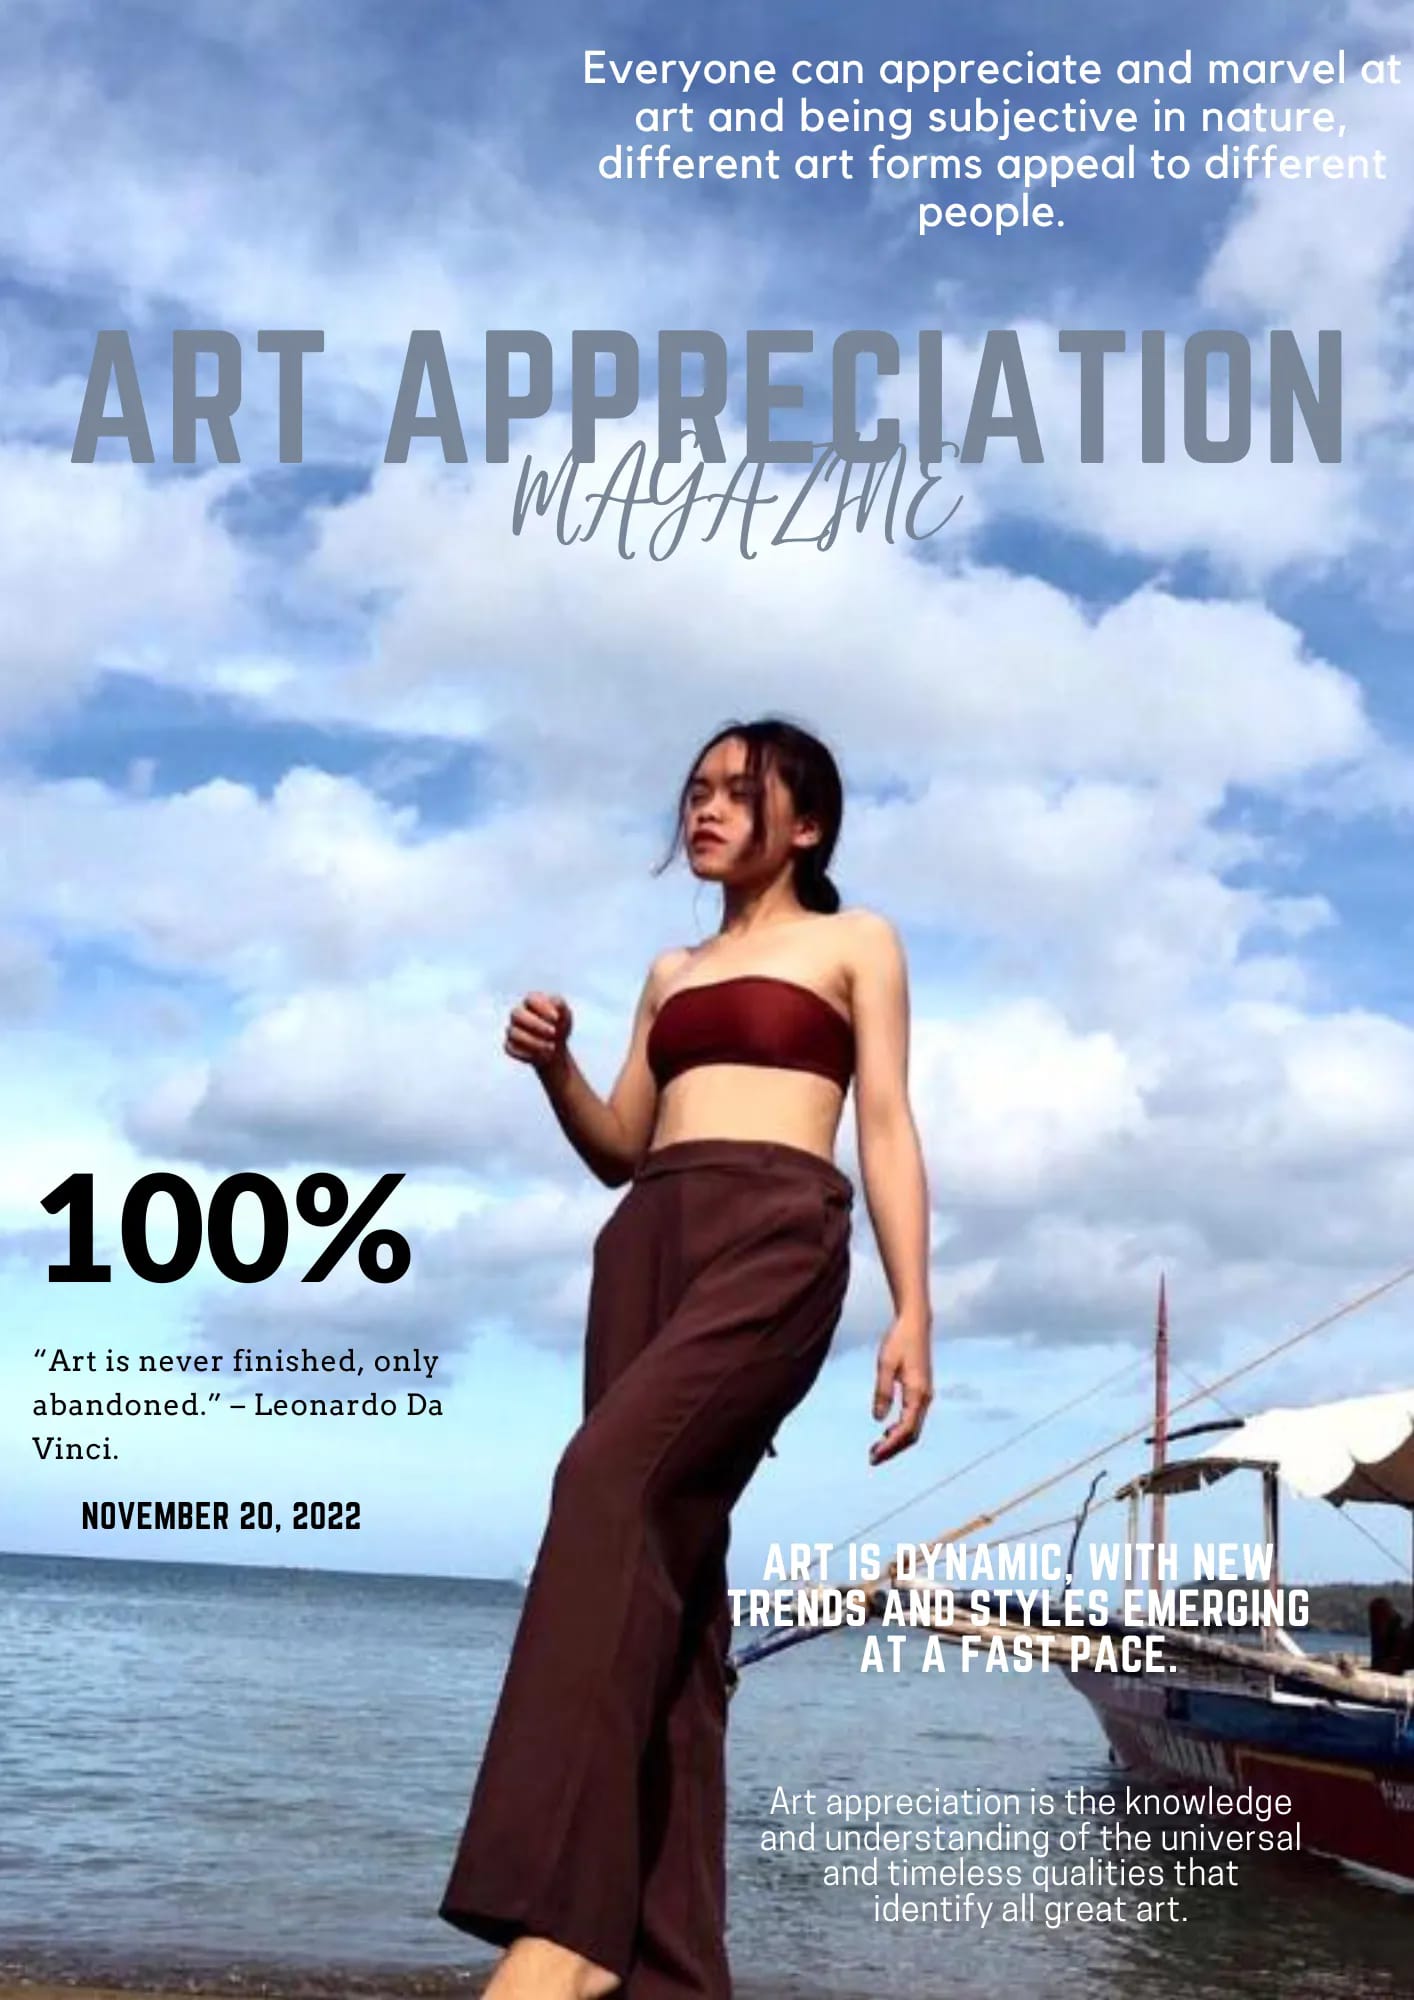 Everyone can appreciate and marvel at
art and being subjective in nature,
different art forms appeal to different
people.
ART APPRECIATION
MAGAZINE
100%
“Art is never finished, only
abandoned.” – Leonardo Da
Vinci.
NOVEMBER 20, 2022
ART IS DYNAMIC, WITH NEW
TRENDS AND STYLES EMERGING
AT A FAST PACE.
Art appreciation is the knowledge
and understanding of the universal
and timeless qualities that
identify all great art.